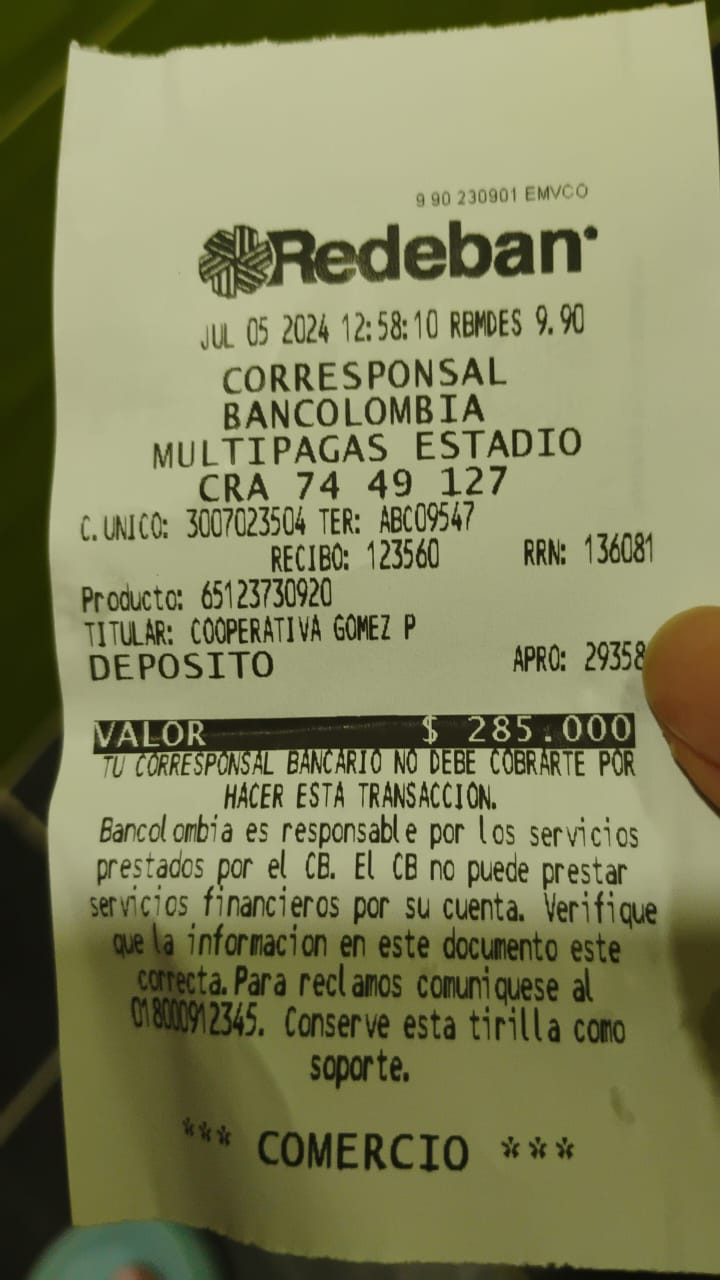 9 90 230901 EMVCO
Redeban
JUL 05 2024 12:58:10 RBMDES 9.90
CORRESPONSAL
BANCOLOMBIA
MULTIPAGAS ESTADIO
CRA 74 49 127
C. UNICO: 3007023504 TER: ABC09547
RECIBO: 123560 RRN: 136081
Producto: 65123730920
TITULAR: COOPERATIVA GOMEZ P
DEPOSITO APRO: 29358
VALOR $ 285.000
TU CORRESPONSAL BANCARIO NO DEBE COBRARTE POR
HACER ESTA TRANSACCION.
Bancolombia es responsable por los servicios
prestados por el CB. El CB no puede prestar
servicios financieros por su cuenta. Verifique
que la informacion en este documento este
correcta. Para reclamos comuniquese al
018000912345. Conserve esta tirilla como
soporte.
*** COMERCIO ***